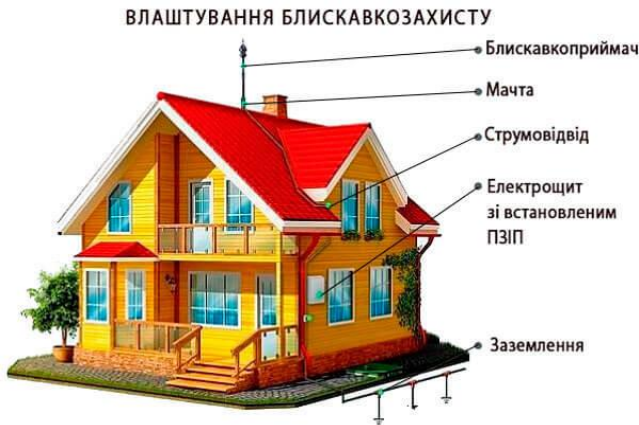 ВЛАШТУВАННЯ БЛИСКАВКОЗАХИСТУ
Блискавкоприймач
Мачта
Струмовідвід
Електрощит
зі встановленим
ПЗІП
Заземлення